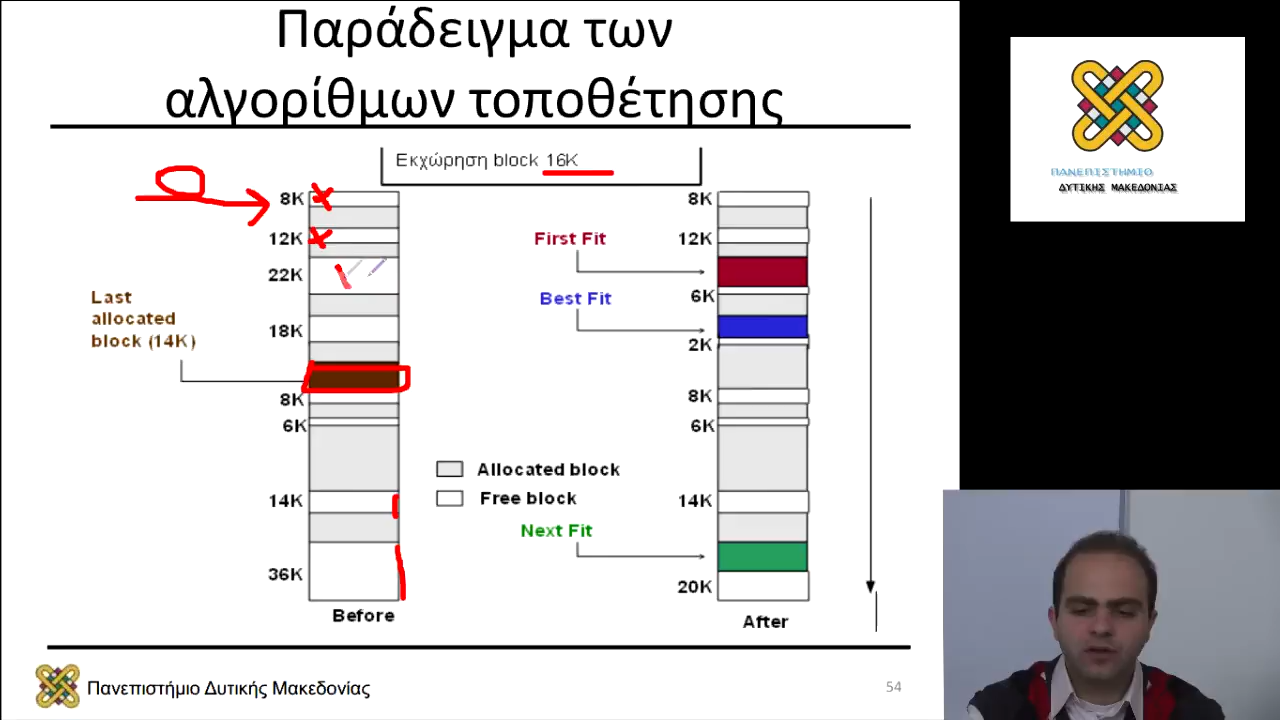 Παράδειγμα των
αλγορίθμων τοποθέτησης
Εκχώρηση block 16K
8K
12K
22K
18K
8K
6K
14K
36K
Before
Last
allocated
block (14K)
First Fit
Best Fit
Allocated block
Free block
Next Fit
8K
12K
6K
2K
8K
6K
14K
20K
After
Πανεπιστήμιο Δυτικής Μακεδονίας
54
ΠΑΝΕΠΙΣΤΗΜΙΟ
ΔΥΤΙΚΗΣ ΜΑΚΕΔΟΝΙΑΣ